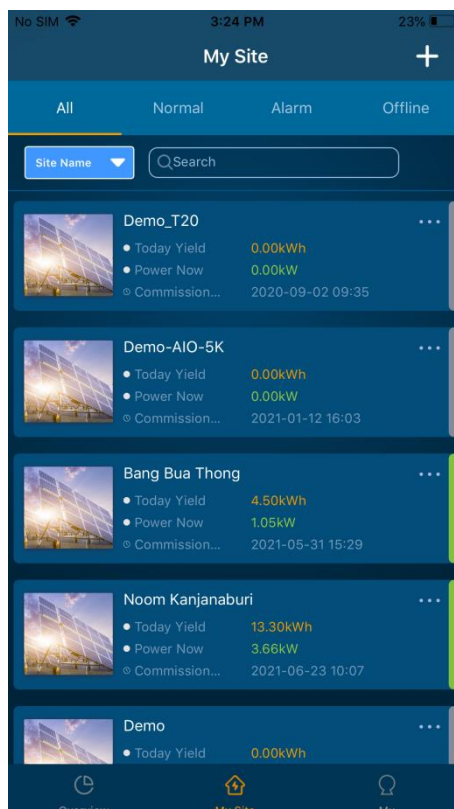 No SIM 3:24 PM 23%
My Site +
All Normal Alarm Offline
Site Name Search
Demo_T20 ...
Today Yield 0.00kWh
Power Now 0.00kW
Commission... 2020-09-02 09:35
Demo-AIO-5K ...
Today Yield 0.00kWh
Power Now 0.00kW
Commission... 2021-01-12 16:03
Bang Bua Thong ...
Today Yield 4.50kWh
Power Now 1.05kW
Commission... 2021-05-31 15:29
Noom Kanjanaburi ...
Today Yield 13.30kWh
Power Now 3.66kW
Commission... 2021-06-23 10:07
Demo ...
Today Yield 0.00kWh
Overview My Site